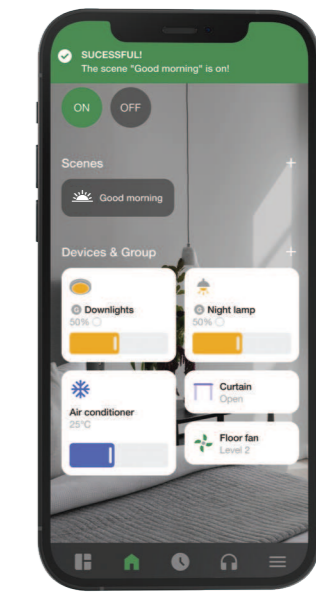 SUCESSFUL!
The scene "Good morning" is on!
ON
OFF
Scenes
+
Good morning
Devices & Group
+
G Downlights
50%
G Night lamp
50%
Air conditioner
25°C
Curtain
Open
Floor fan
Level 2